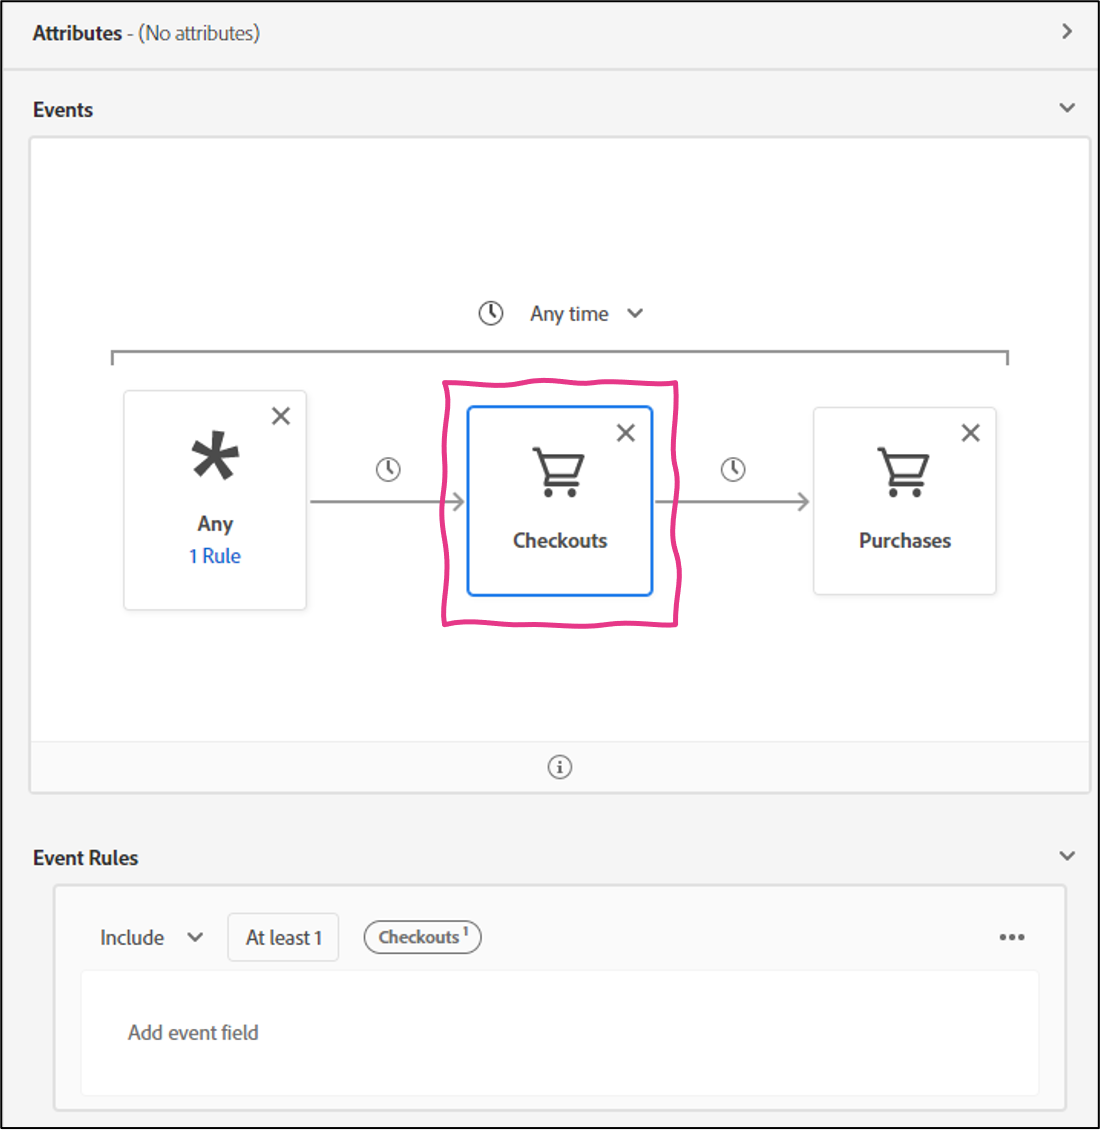 Attributes - (No attributes)
Events
Any time
Any
1 Rule
Checkouts
Purchases
Event Rules
Include
At least 1
Checkouts 1
Add event field